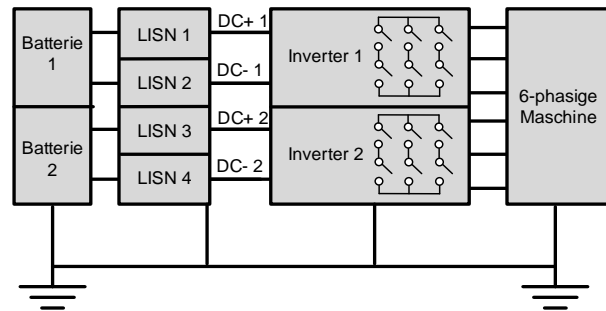 Batterie
1
Batterie
2
LISN 1
LISN 2
LISN 3
LISN 4
DC+ 1
DC- 1
DC+ 2
DC- 2
Inverter 1
Inverter 2
6-phasige
Maschine